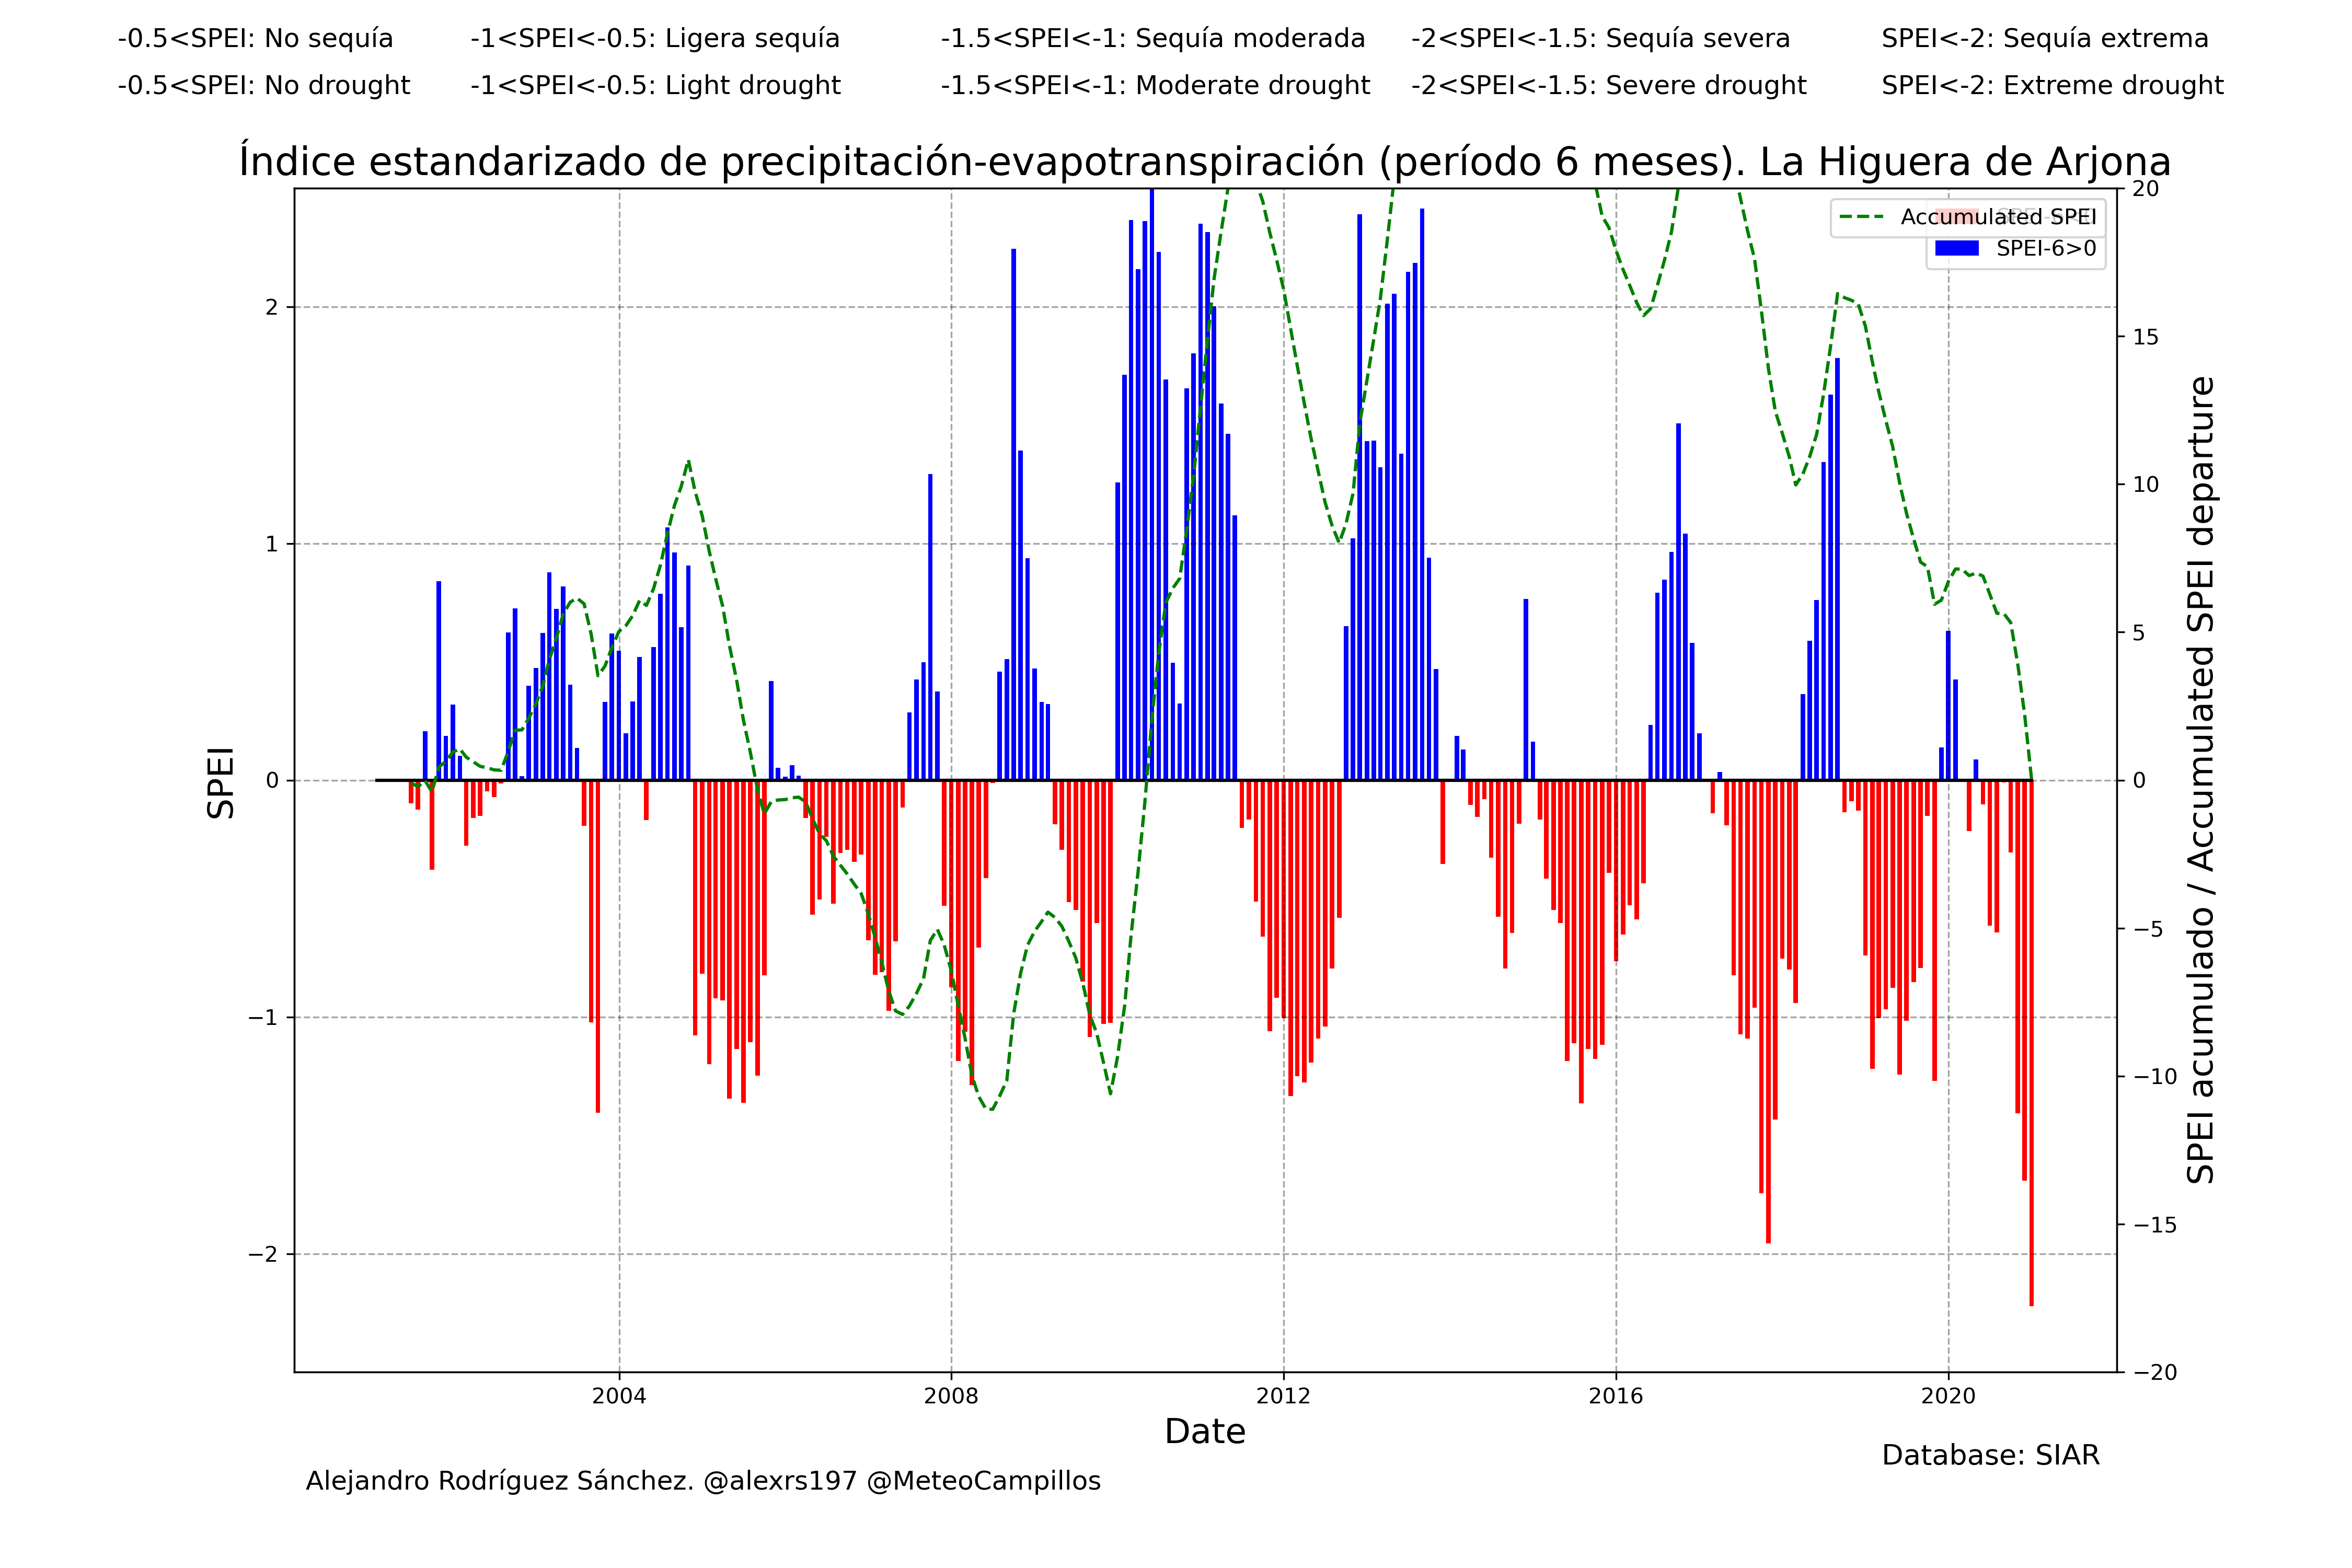 -0.5<SPEI: No sequía -1<SPEI<-0.5: Ligera sequía -1.5<SPEI<-1: Sequía moderada -2<SPEI<-1.5: Sequía severa SPEI<-2: Sequía extrema
-0.5<SPEI: No drought -1<SPEI<-0.5: Light drought -1.5<SPEI<-1: Moderate drought -2<SPEI<-1.5: Severe drought SPEI<-2: Extreme drought
Índice estandarizado de precipitación-evapotranspiración (período 6 meses). La Higuera de Arjona
Accumulated SPEI
SPEI-6>0
2
1
0
−1
−2
SPEI
20
15
10
5
0
−5
−10
−15
−20
SPEI acumulado / Accumulated SPEI departure
2004 2008 2012 2016 2020
Date
Database: SIAR
Alejandro Rodríguez Sánchez. @alexrs197 @MeteoCampillos